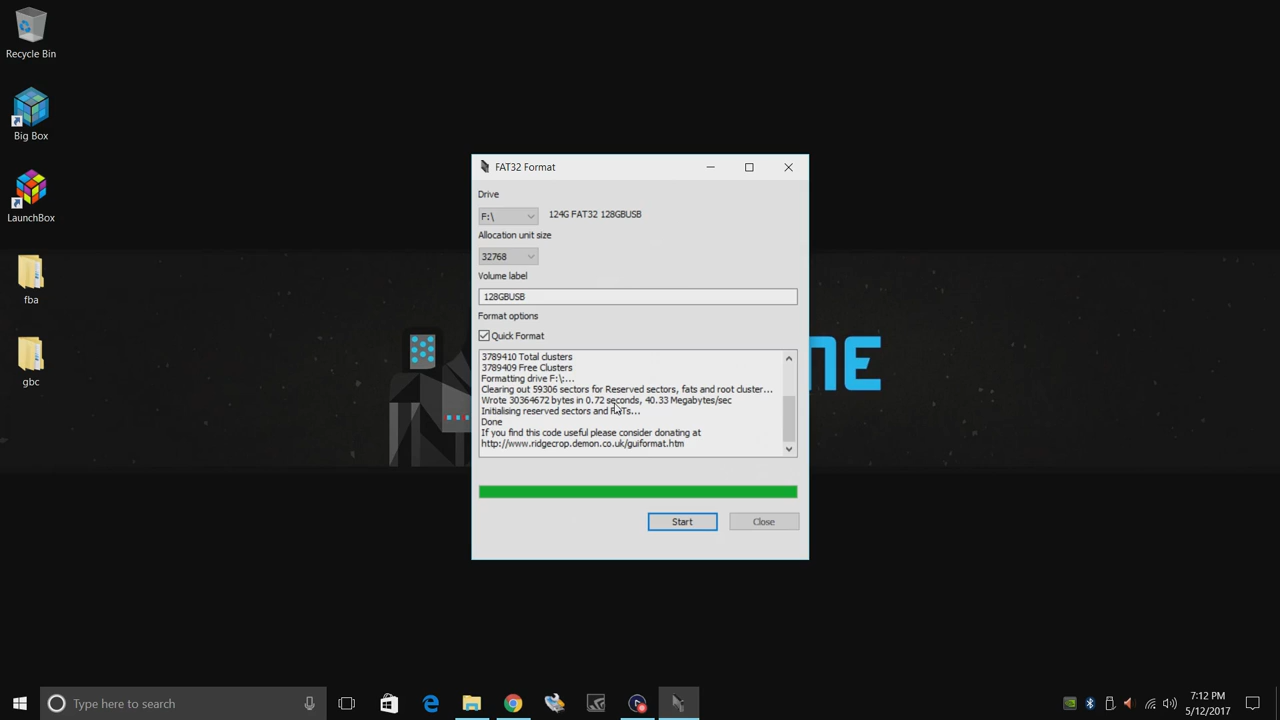 Recycle Bin
Big Box
LaunchBox
fba
gbc
FAT32 Format
Drive
F:\ 124G FAT32 128GBUSB
Allocation unit size
32768
Volume label
128GBUSB
Format options
Quick Format
3789410 Total clusters
3789409 Free Clusters
Formatting drive F:\:...
Clearing out 59306 sectors for Reserved sectors, fats and root cluster...
Wrote 30364672 bytes in 0.72 seconds, 40.33 Megabytes/sec
Initialising reserved sectors and FATs...
Done
If you find this code useful please consider donating at
http://www.ridgecrop.demon.co.uk/guiformat.htm
Start Close
NE
Type here to search
7:12 PM
5/12/2017